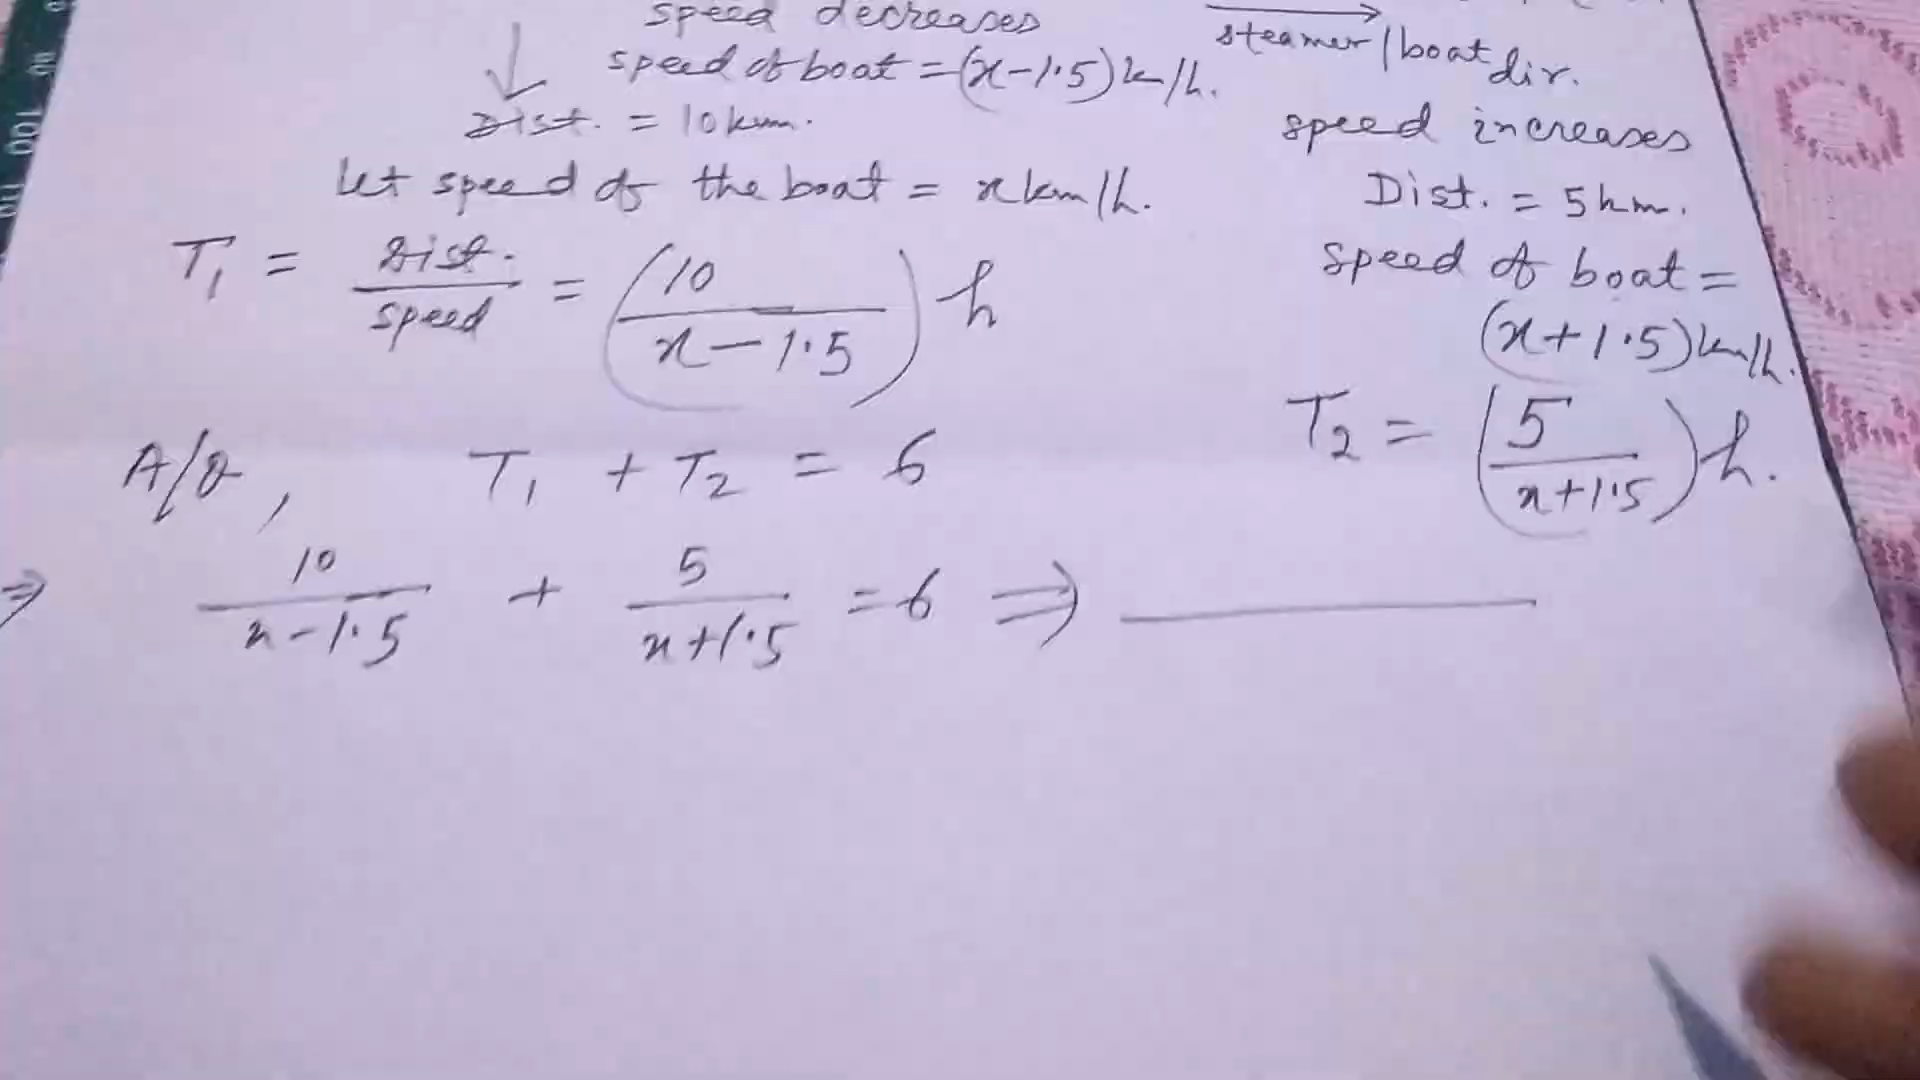 speed decreases
speed of boat = (x-1.5) k/h.
Dist. = 10 km.
let speed of the boat = x km/h.
T₁ = Dist./speed = (10/(x-1.5)) h
steamer/boat dir.
speed increases
Dist. = 5 km.
speed of boat =
(x+1.5) km/h.
T₂ = (5/(x+1.5)) h.
A/Q, T₁ + T₂ = 6
⇒ 10/(x-1.5) + 5/(x+1.5) = 6 ⇒
100